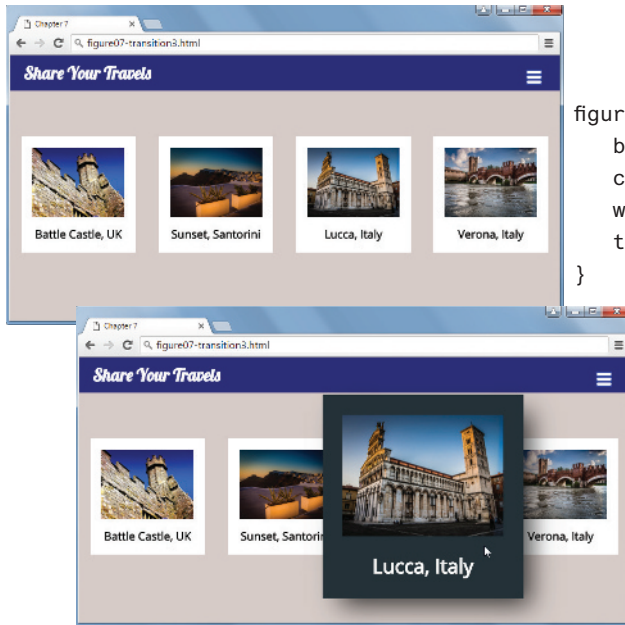 Chapter 7
figure07-transition3.html
Share Your Travels
Battle Castle, UK
Sunset, Santorini
Lucca, Italy
Verona, Italy
figur
b
c
w
t
}
Chapter 7
figure07-transition3.html
Share Your Travels
Battle Castle, UK
Sunset, Santorin
Lucca, Italy
Verona, Italy